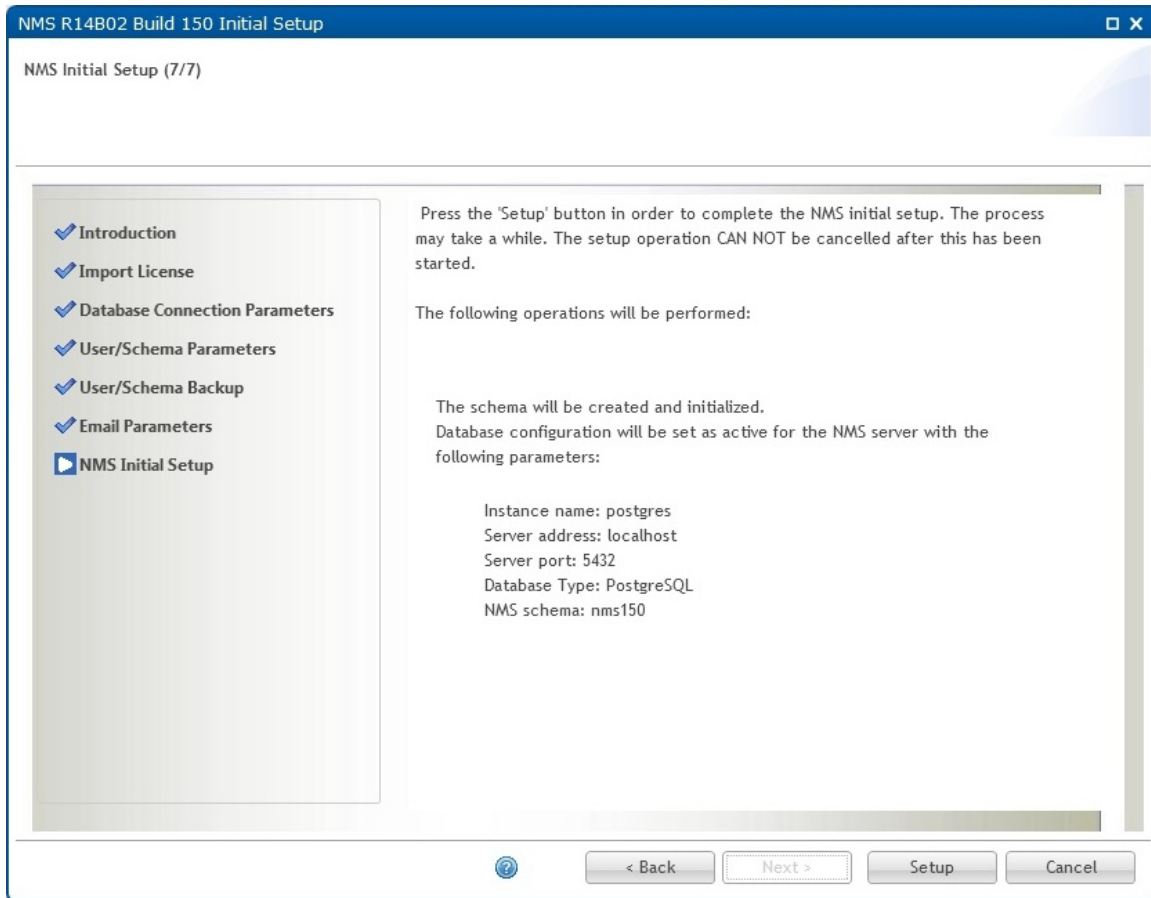 NMS R14B02 Build 150 Initial Setup
NMS Initial Setup (7/7)
Introduction
Import License
Database Connection Parameters
User/Schema Parameters
User/Schema Backup
Email Parameters
NMS Initial Setup
Press the 'Setup' button in order to complete the NMS initial setup. The process
may take a while. The setup operation CAN NOT be cancelled after this has been
started.
The following operations will be performed:
The schema will be created and initialized.
Database configuration will be set as active for the NMS server with the
following parameters:
Instance name: postgres
Server address: localhost
Server port: 5432
Database Type: PostgreSQL
NMS schema: nms150
? < Back Next > Setup Cancel